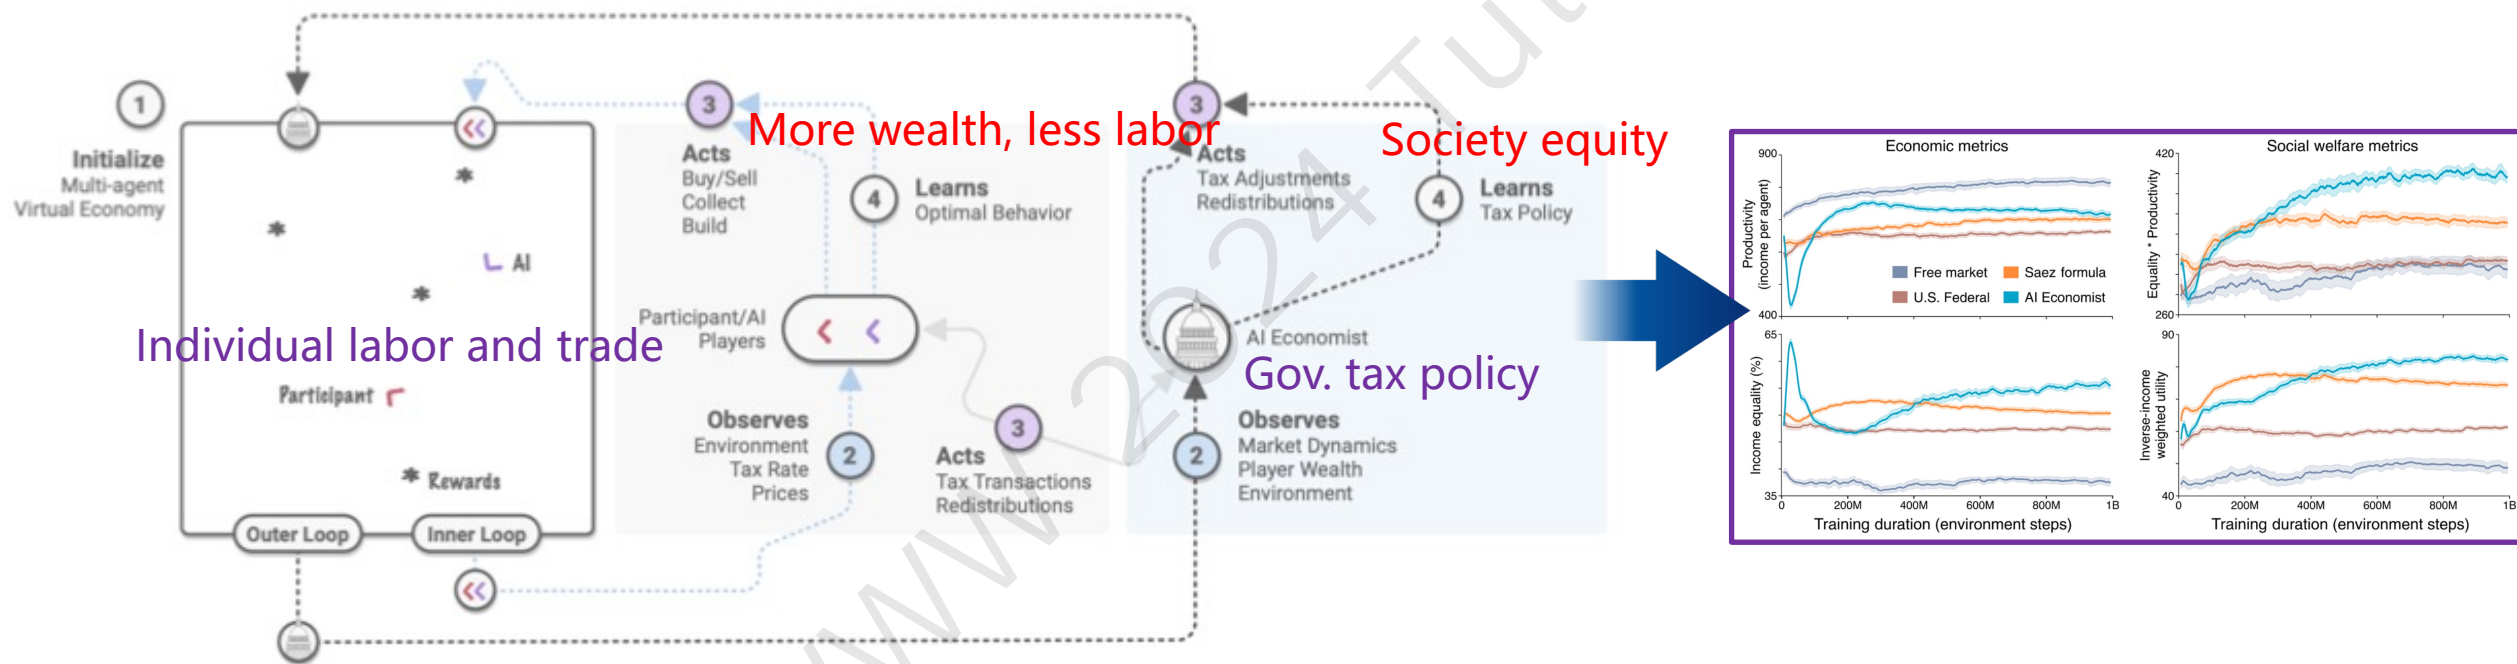 1
Initialize
Multi-agent
Virtual Economy
AI
Individual labor and trade
Participant
Rewards
Outer Loop
Inner Loop
3
Acts
Buy/Sell
Collect
Build
More wealth, less labor
4
Learns
Optimal Behavior
Participant/AI
Players
Observes
Environment
Tax Rate
Prices
2
3
Acts
Tax Transactions
Redistributions
3
Acts
Tax Adjustments
Redistributions
Society equity
4
Learns
Tax Policy
AI Economist
Gov. tax policy
2
Observes
Market Dynamics
Player Wealth
Environment
WWW 2024 Tut
Economic metrics
900
400
Productivity
(income per agent)
Free market
Saez formula
U.S. Federal
AI Economist
65
35
Income equality (%)
0 200M 400M 600M 800M 1B
Training duration (environment steps)
Social welfare metrics
420
260
Equality * Productivity
90
40
Inverse-income
weighted utility
0 200M 400M 600M 800M 1B
Training duration (environment steps)